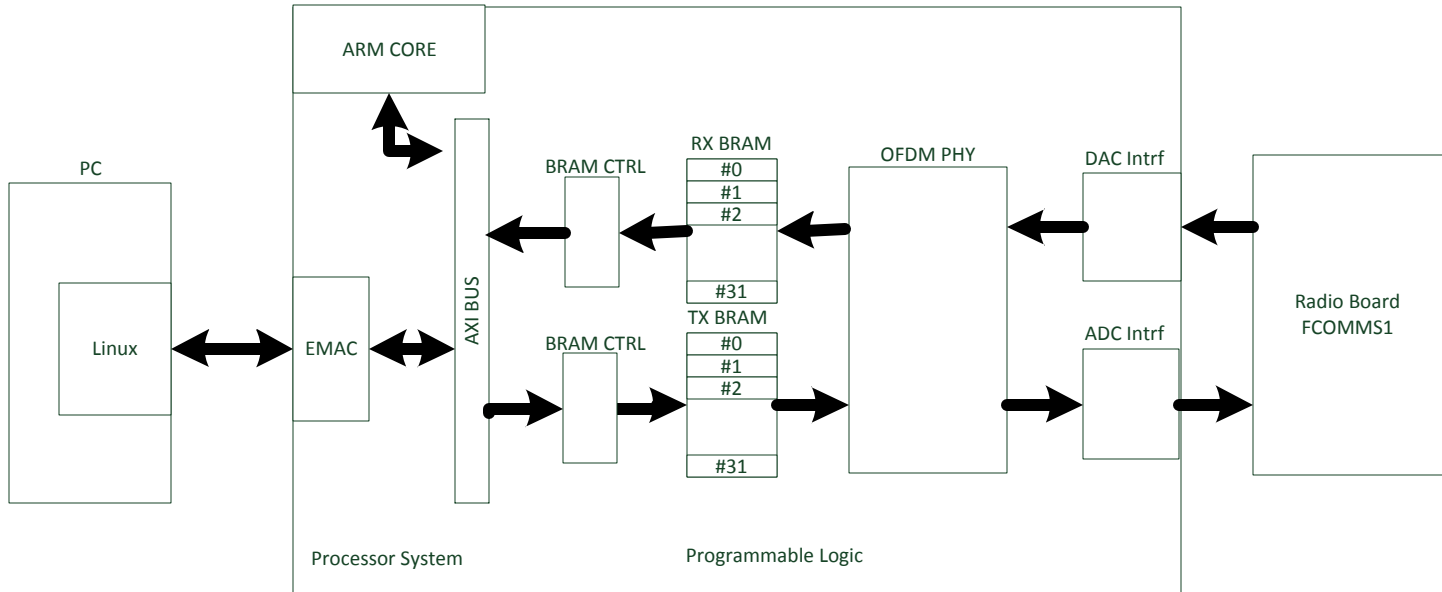 ARM CORE
PC
Linux
EMAC
AXI BUS
BRAM CTRL
RX BRAM
#0
#1
#2
#31
BRAM CTRL
TX BRAM
#0
#1
#2
#31
OFDM PHY
DAC Intrf
ADC Intrf
Radio Board
FCOMMS1
Processor System
Programmable Logic